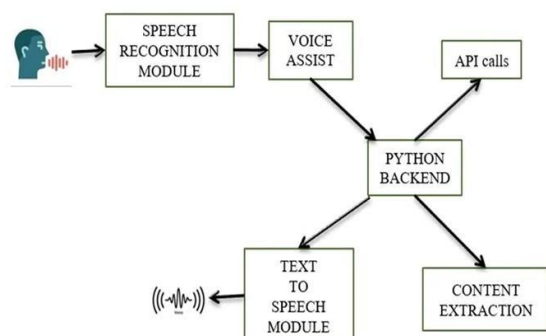 SPEECH
RECOGNITION
MODULE
VOICE
ASSIST
API calls
PYTHON
BACKEND
TEXT
TO
SPEECH
MODULE
CONTENT
EXTRACTION